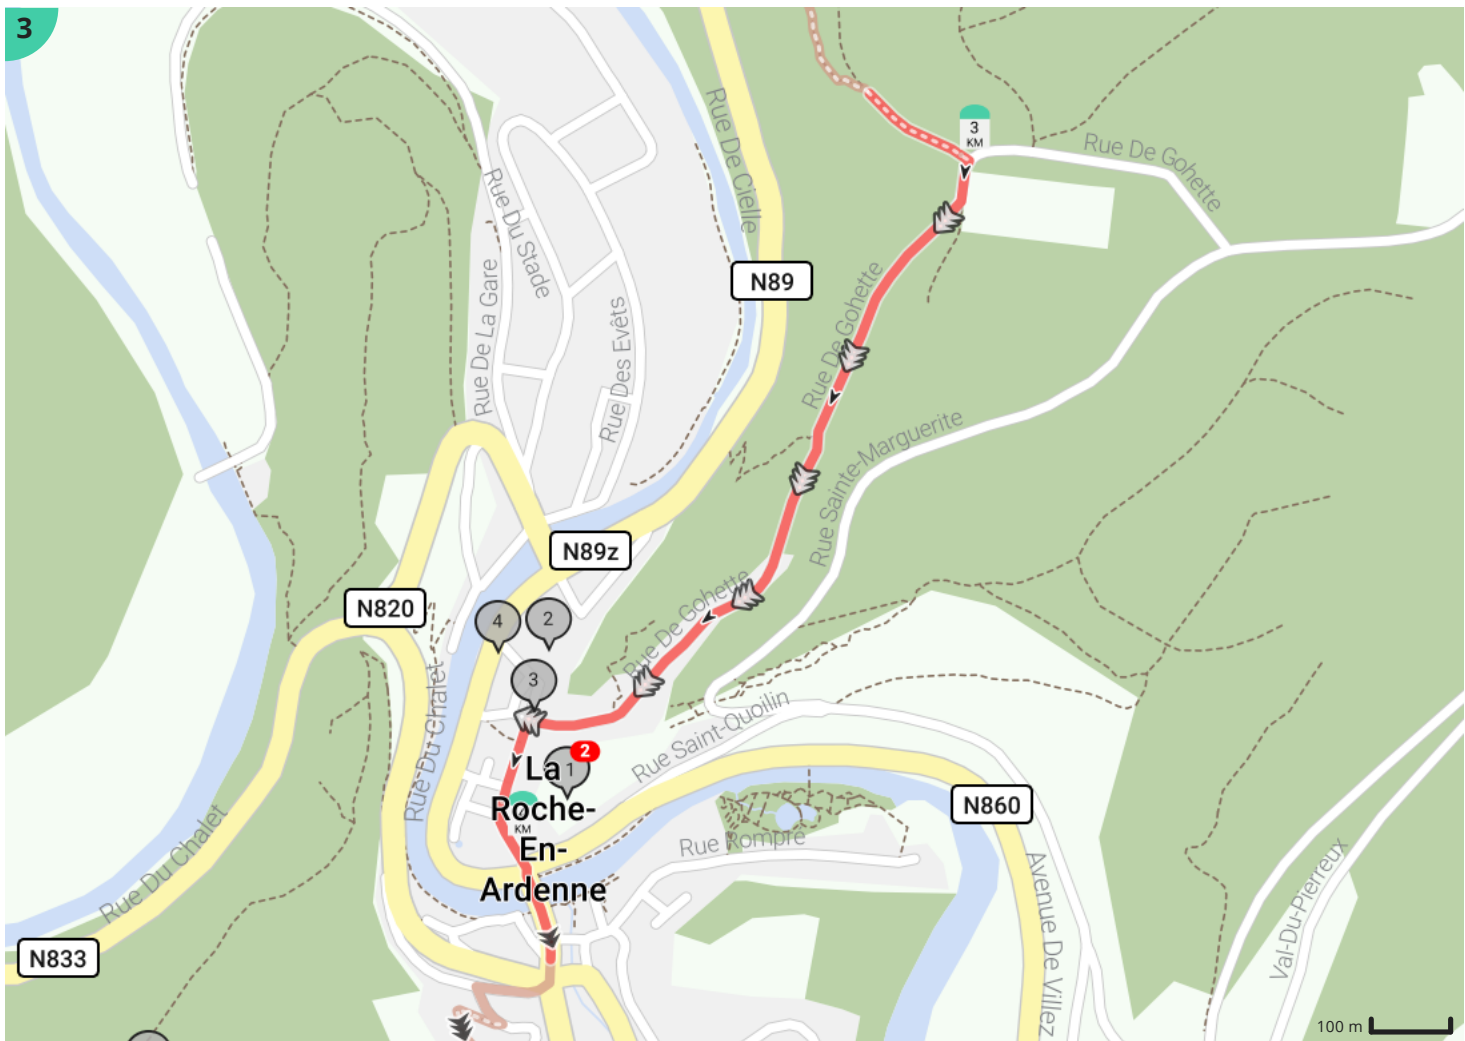 3
3
KM
Rue De Gohette
Rue De Cielle
Rue Du Stade
Rue De La Gare
N89
Rue Des Evêts
Rue De Gohette
Rue Sainte-Marguerite
N89z
N820
Rue De Gohette
4
2
3
Rue Du Chalet
Rue Saint-Quoilin
2
1
La
Roche-
KM
En-
Ardenne
N860
Rue Rompré
Rue Du Chalet
Avenue De Villez
Val-Du-Pierreux
N833
100 m